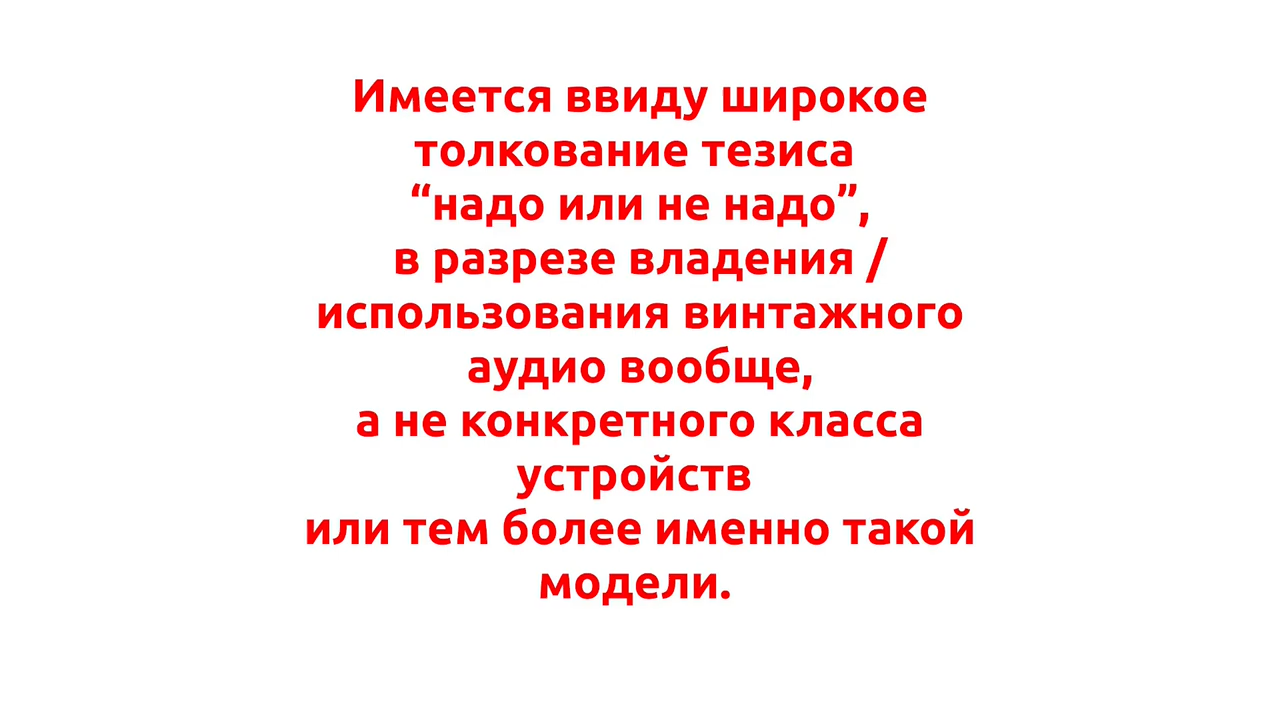 Имеется ввиду широкое
толкование тезиса
“надо или не надо”,
в разрезе владения /
использования винтажного
аудио вообще,
а не конкретного класса
устройств
или тем более именно такой
модели.